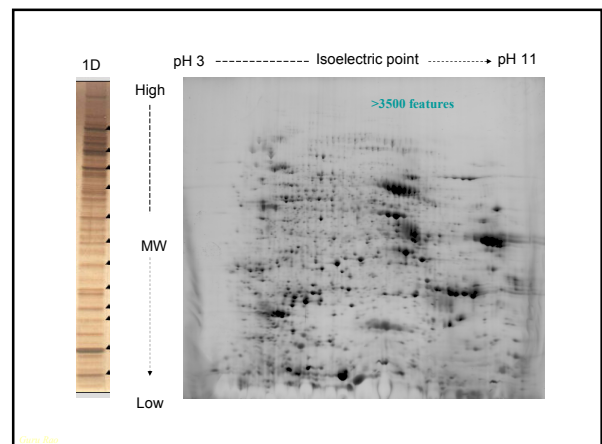 1D
pH 3
Isoelectric point
pH 11
High
>3500 features
MW
Low